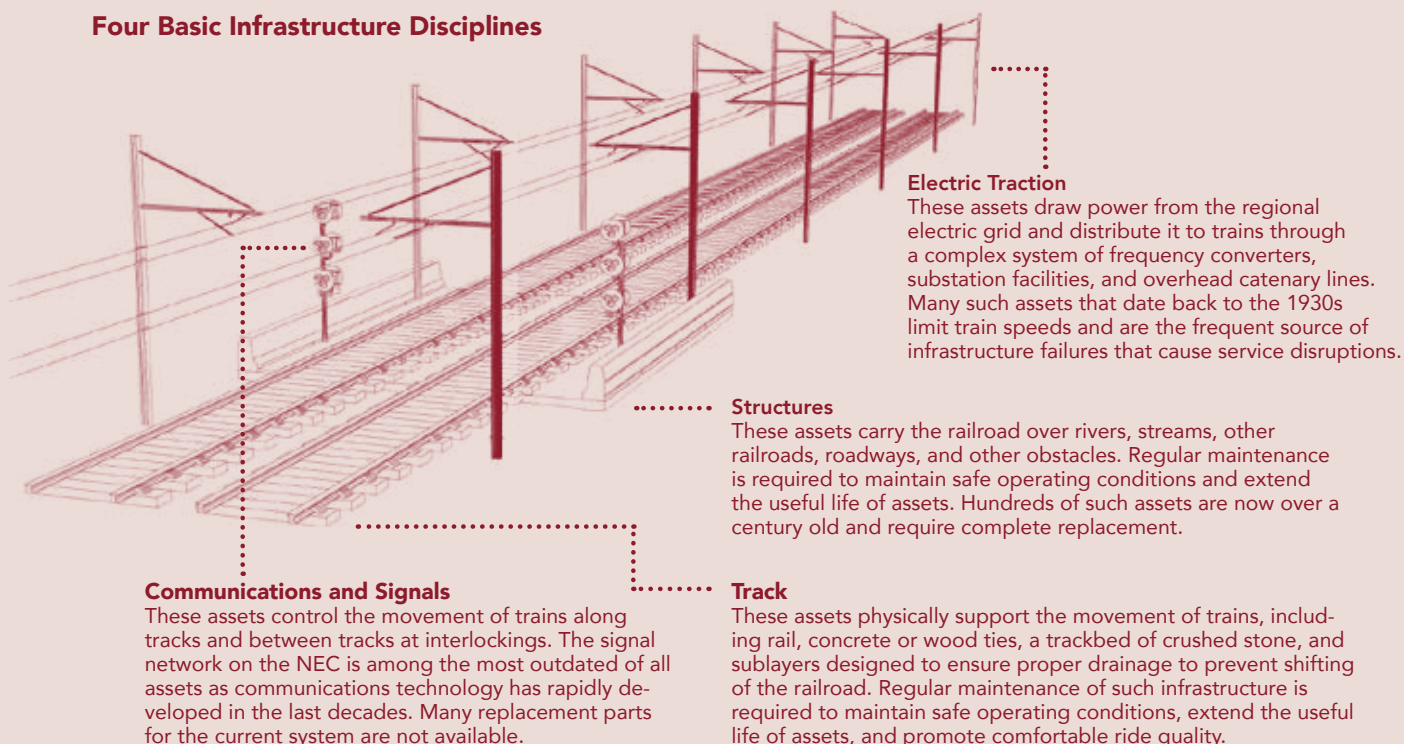 Four Basic Infrastructure Disciplines
Electric Traction
These assets draw power from the regional
electric grid and distribute it to trains through
a complex system of frequency converters,
substation facilities, and overhead catenary lines.
Many such assets that date back to the 1930s
limit train speeds and are the frequent source of
infrastructure failures that cause service disruptions.
Structures
These assets carry the railroad over rivers, streams, other
railroads, roadways, and other obstacles. Regular maintenance
is required to maintain safe operating conditions and extend
the useful life of assets. Hundreds of such assets are now over a
century old and require complete replacement.
Communications and Signals
These assets control the movement of trains along
tracks and between tracks at interlockings. The signal
network on the NEC is among the most outdated of all
assets as communications technology has rapidly de-
veloped in the last decades. Many replacement parts
for the current system are not available.
Track
These assets physically support the movement of trains, includ-
ing rail, concrete or wood ties, a trackbed of crushed stone, and
sublayers designed to ensure proper drainage to prevent shifting
of the railroad. Regular maintenance of such infrastructure is
required to maintain safe operating conditions, extend the useful
life of assets, and promote comfortable ride quality.